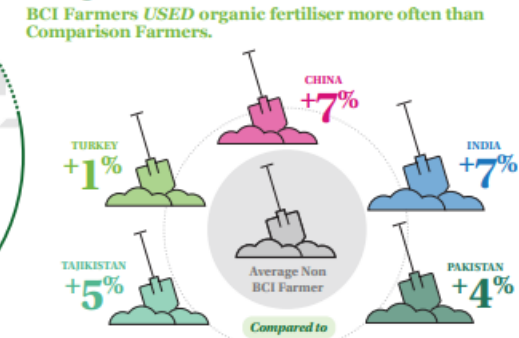 BCI Farmers USED organic fertiliser more often than
Comparison Farmers.
CHINA
+7%
TURKEY
+1%
INDIA
+7%
TAJIKISTAN
+5%
PAKISTAN
+4%
Average Non
BCI Farmer
Compared to